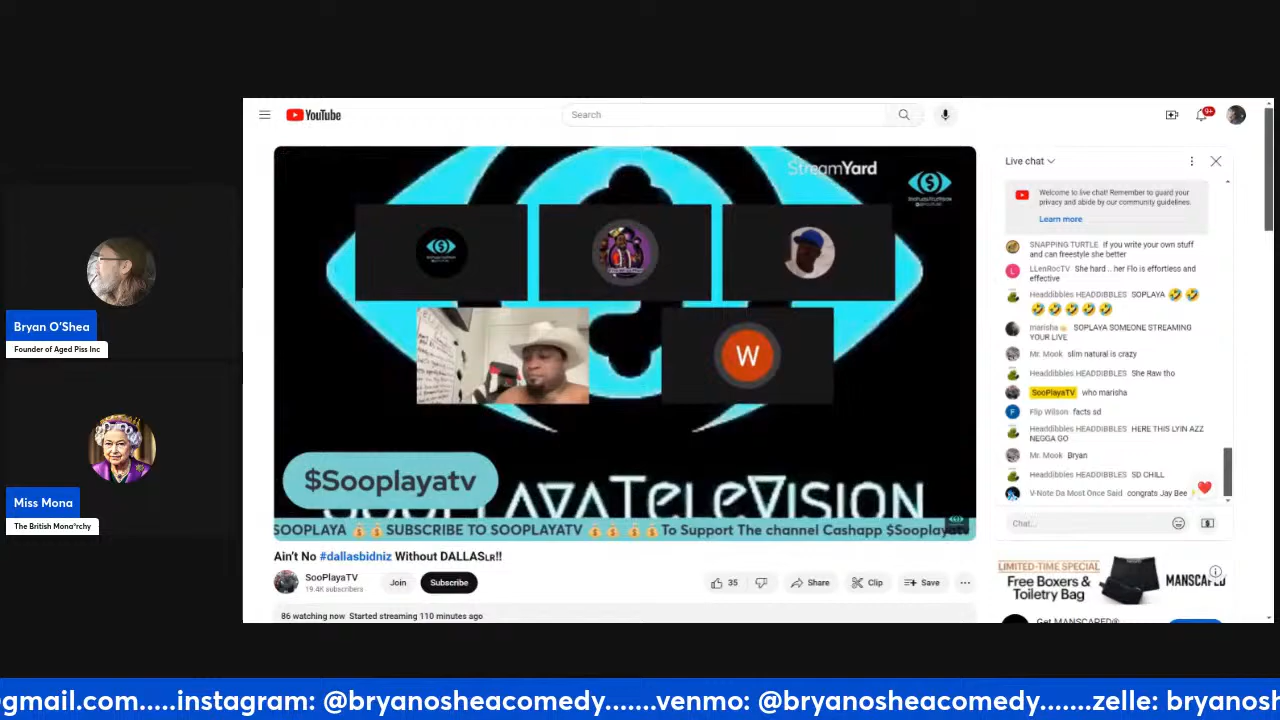 YouTube
Search
9+
StreamYard
$Sooplayatv
SOOPLAYATELEVISION
SOOPLAYA 💰💰SUBSCRIBE TO SOOPLAYATV 💰💰💰💰To Support The channel Cashapp $Sooplayatv
Ain't No #dallasbidniz Without DALLASʟʀ!!
SooPlayaTV
19.4K subscribers
Join
Subscribe
35
Share
Clip
Save
86 watching now Started streaming 110 minutes ago
W
Live chat
Welcome to live chat! Remember to guard your
privacy and abide by our community guidelines.
Learn more
SNAPPING TURTLE if you write your own stuff
and can freestyle she better
LLenRocTV She hard .. her Flo is effortless and
effective
Headdibbles HEADDIBBLES SOPLAYA 🤣🤣
🤣🤣🤣🤣🤣
marisha👑 SOPLAYA SOMEONE STREAMING
YOUR LIVE
Mr. Mook slim natural is crazy
Headdibbles HEADDIBBLES She Raw tho
SooPlayaTV who marisha
Flip Wilson facts sd
Headdibbles HEADDIBBLES HERE THIS LYIN AZZ
NEGGA GO
Mr. Mook Bryan
Headdibbles HEADDIBBLES SD CHILL
V-Note Da Most Once Said congrats Jay Bee
Chat...
LIMITED-TIME SPECIAL
Free Boxers &
Toiletry Bag
MANSCAPED
Get MANSCAPED®
Bryan O'Shea
Founder of Aged Piss Inc
Miss Mona
The British Mona*rchy
gmail.com.....instagram: @bryanosheacomedy.......venmo: @bryanosheacomedy.......zelle: bryanosh